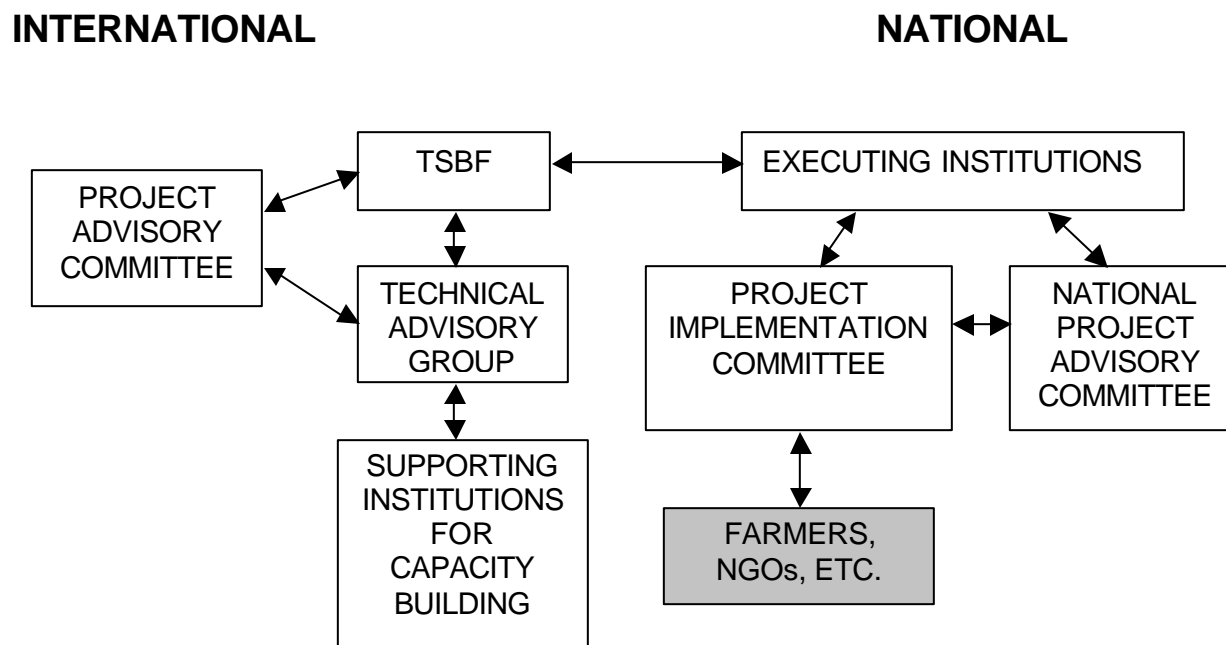 INTERNATIONAL
NATIONAL
TSBF
EXECUTING INSTITUTIONS
PROJECT
ADVISORY
COMMITTEE
TECHNICAL
ADVISORY
GROUP
PROJECT
IMPLEMENTATION
COMMITTEE
NATIONAL
PROJECT
ADVISORY
COMMITTEE
SUPPORTING
INSTITUTIONS
FOR
CAPACITY
BUILDING
FARMERS,
NGOs, ETC.